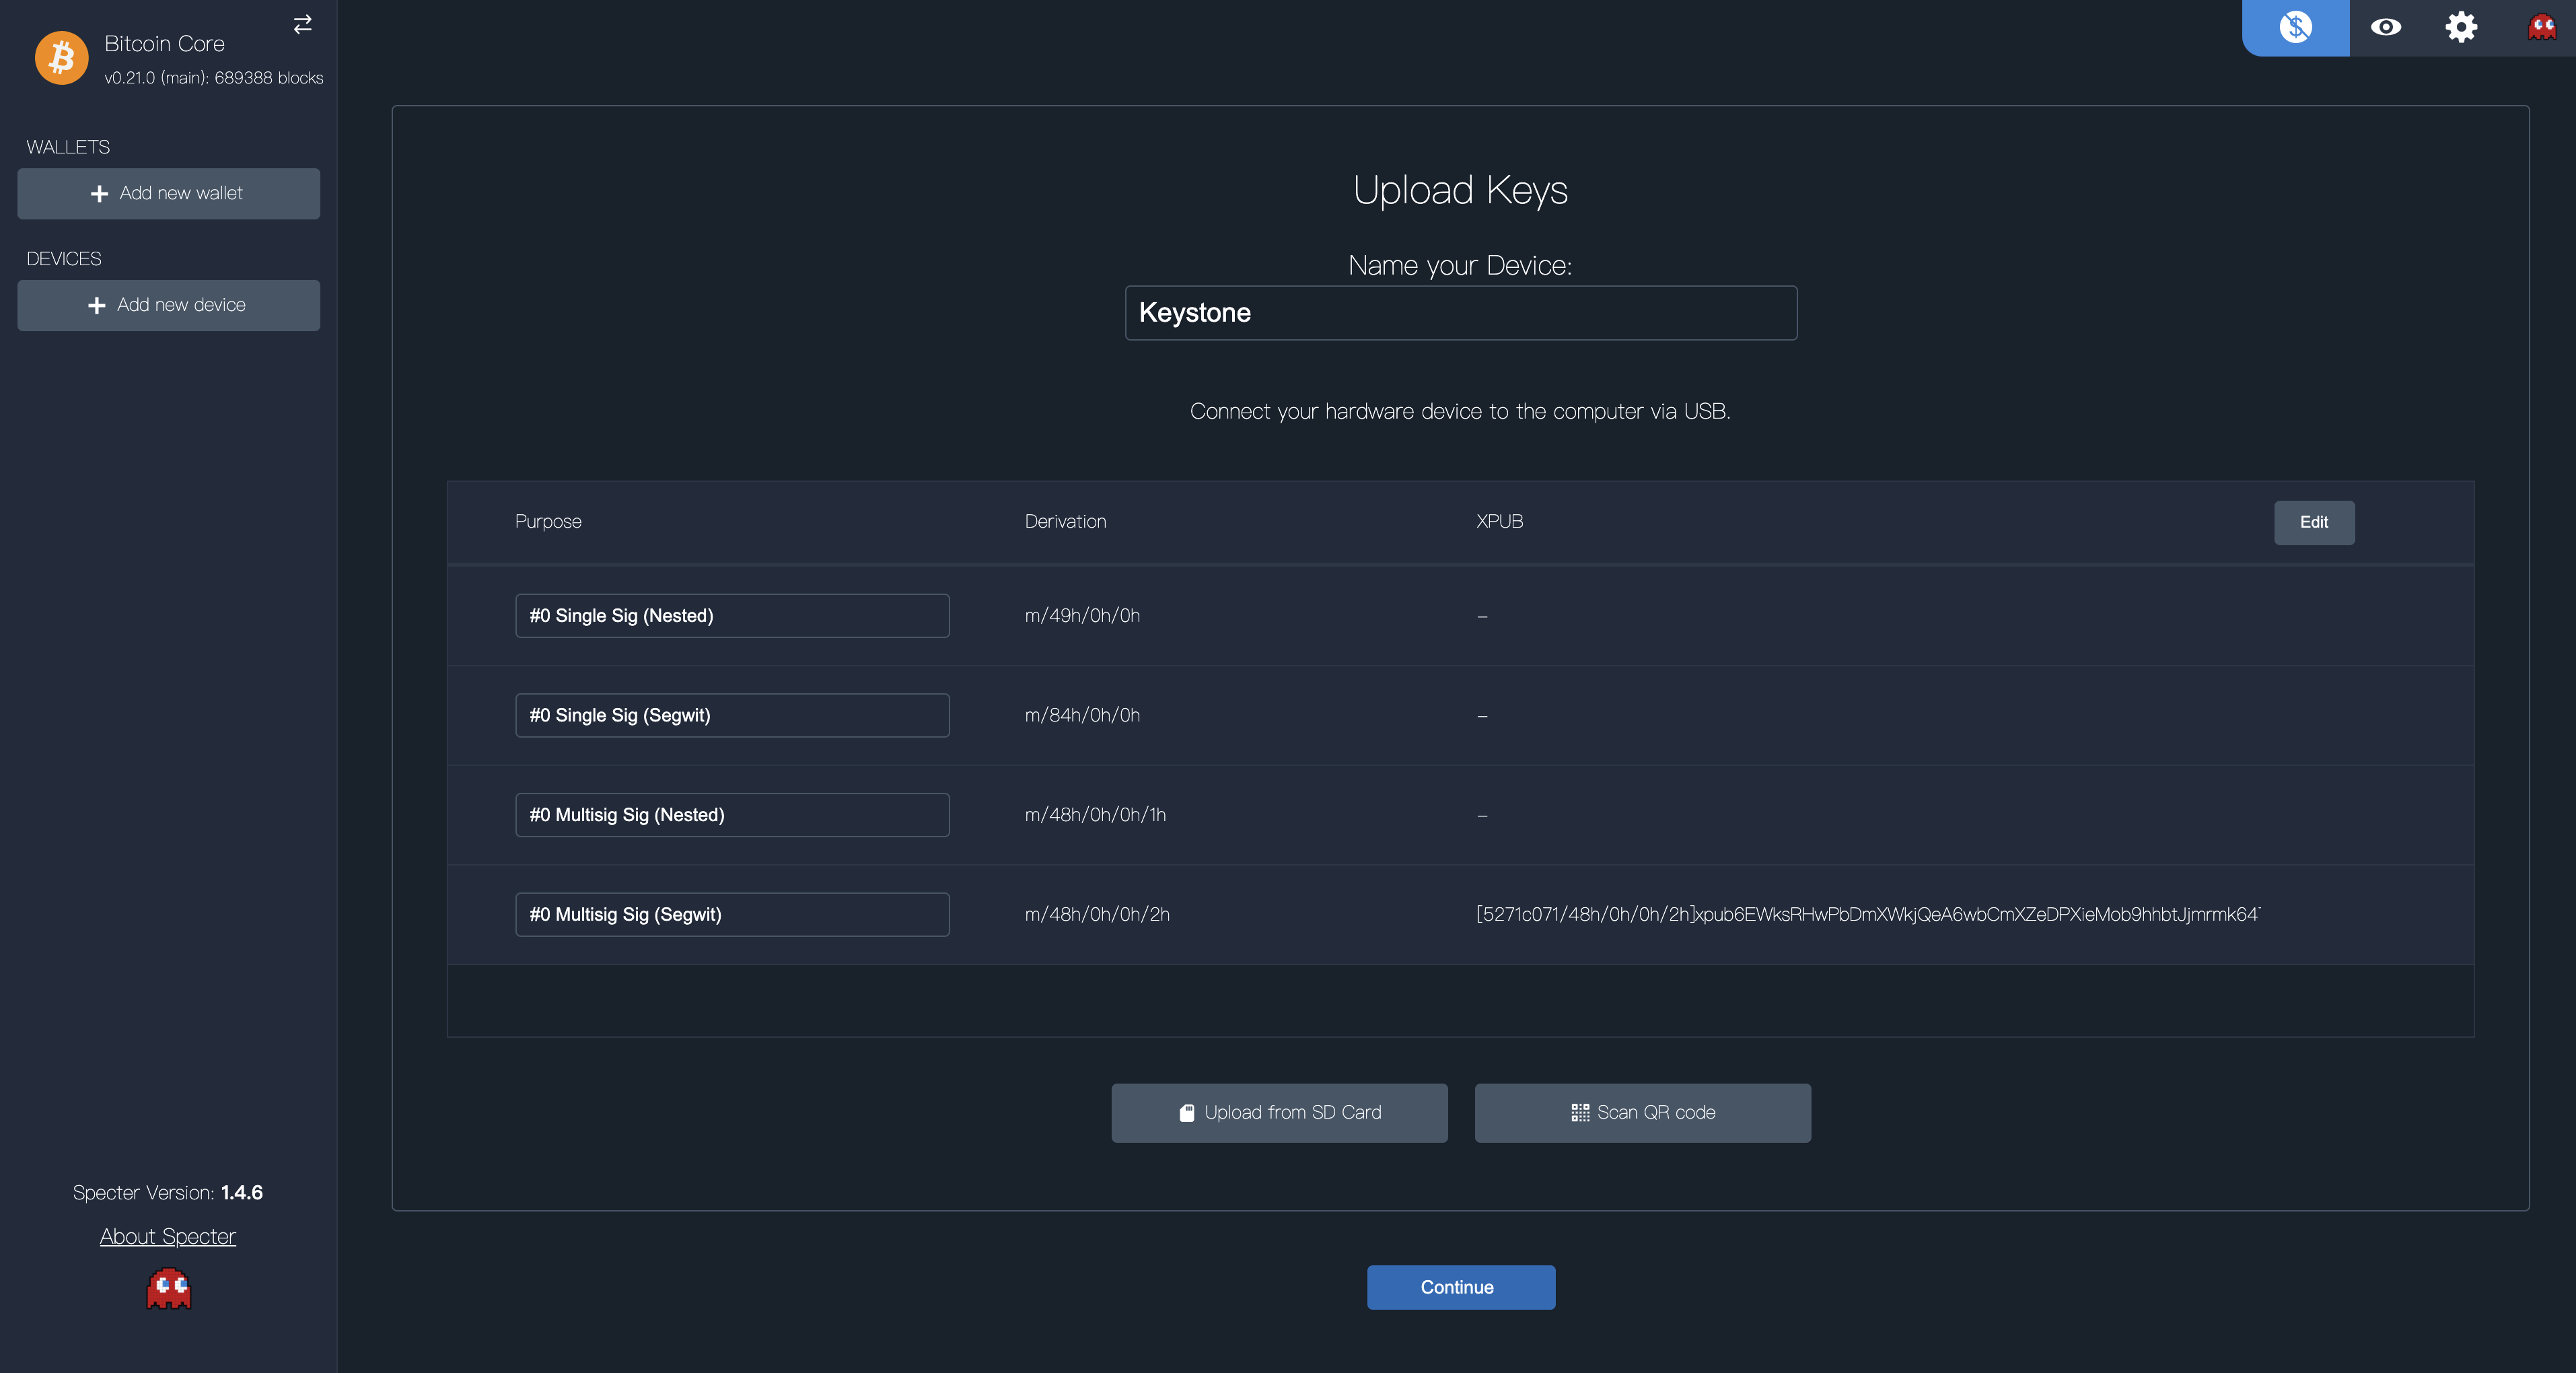 Bitcoin Core
v0.21.0 (main): 689388 blocks
WALLETS
Add new wallet
DEVICES
Add new device
Specter Version: 1.4.6
About Specter
Upload Keys
Name your Device:
Keystone
Connect your hardware device to the computer via USB.
Purpose Derivation XPUB Edit
#0 Single Sig (Nested) m/49h/0h/0h –
#0 Single Sig (Segwit) m/84h/0h/0h –
#0 Multisig Sig (Nested) m/48h/0h/0h/1h –
#0 Multisig Sig (Segwit) m/48h/0h/0h/2h [5271c071/48h/0h/0h/2h]xpub6EWksRHwPbDmXWkjQeA6wbCmXZeDPXieMob9hhbtJjmrmk64
Upload from SD Card
Scan QR code
Continue